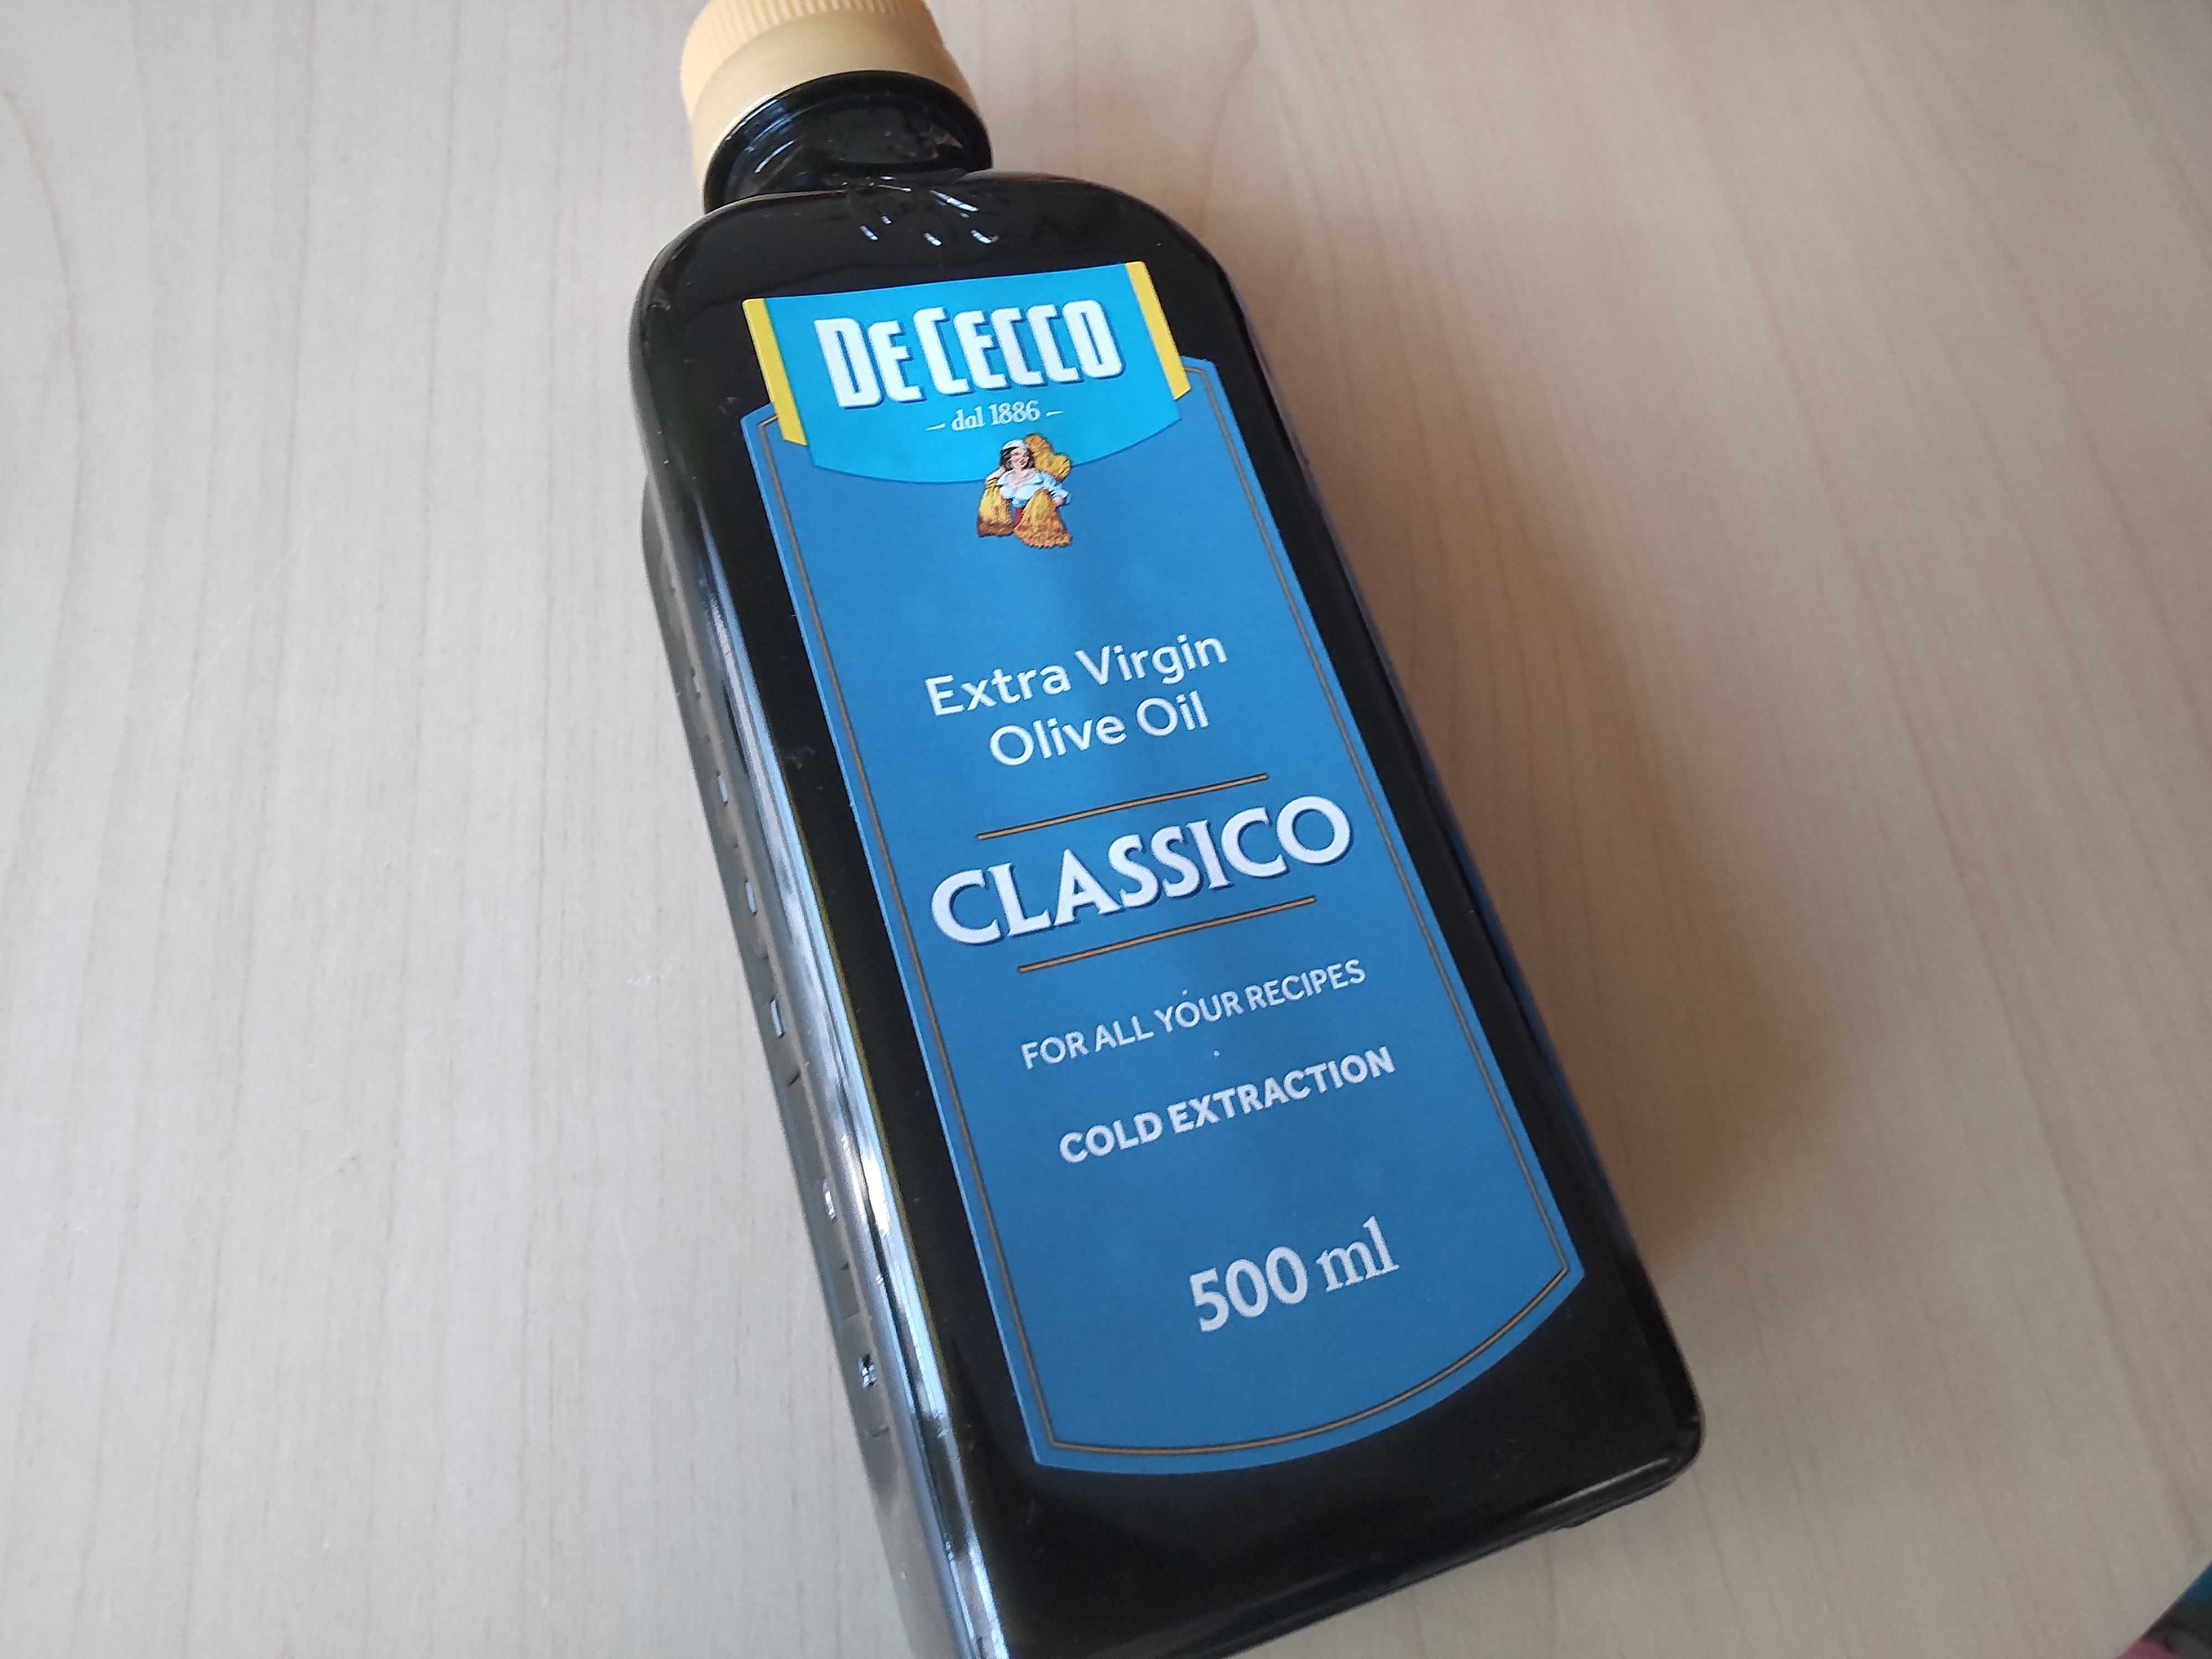 DE CECCO
– dal 1886 –
Extra Virgin
Olive Oil
CLASSICO
FOR ALL YOUR RECIPES
COLD EXTRACTION
500 ml